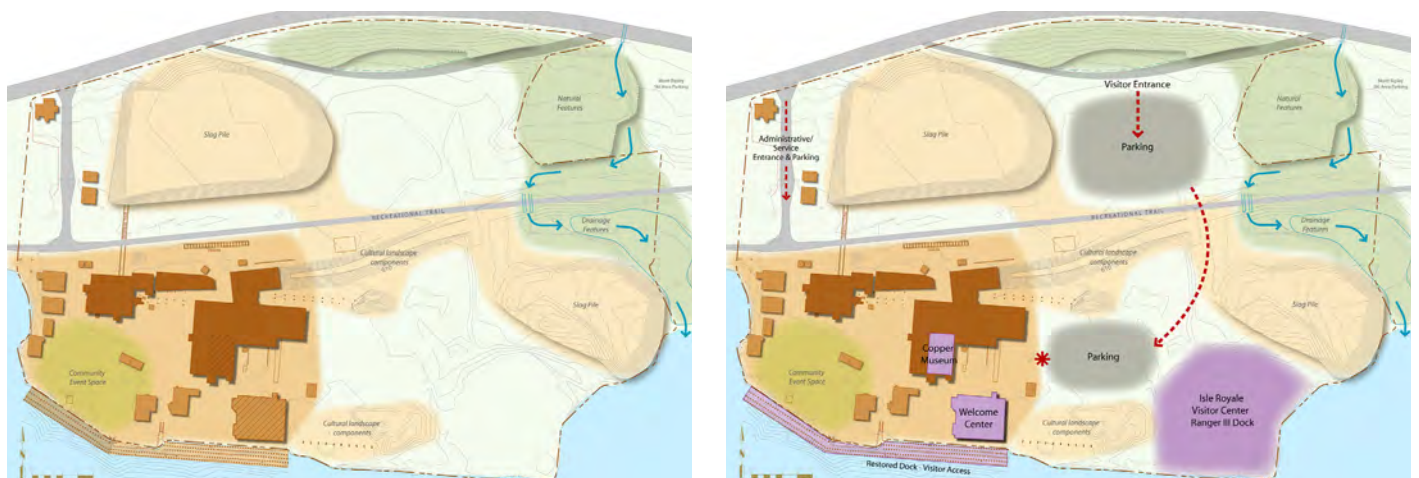 Natural
Features
Slag Pile
RECREATIONAL TRAIL
Drainage
Features
Cultural landscape
components
Slag Pile
Community
Event Space
Cultural landscape
components
Visitor Entrance
Natural
Features
Slag Pile
Administrative/
Service
Entrance & Parking
Parking
RECREATIONAL TRAIL
Drainage
Features
Cultural landscape
components
Slag Pile
Copper
Museum
Parking
Community
Event Space
Isle Royale
Visitor Center
Ranger III Dock
Welcome
Center
Cultural landscape
components
Restored Dock - Visitor Access